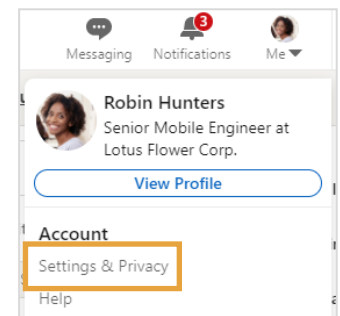 3
Messaging Notifications Me
Robin Hunters
Senior Mobile Engineer at
Lotus Flower Corp.
View Profile
Account
Settings & Privacy
Help